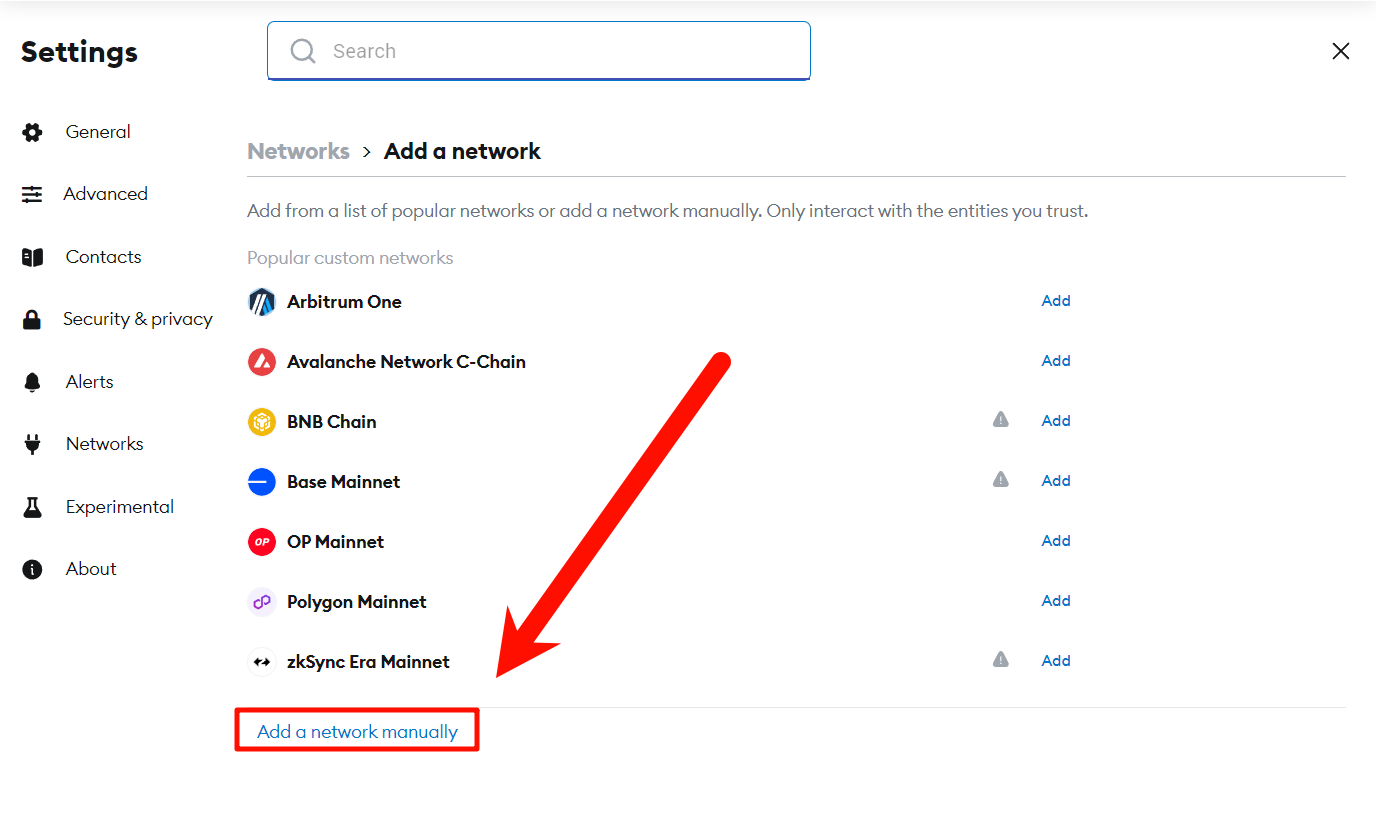 Settings
Search
General
Advanced
Contacts
Security & privacy
Alerts
Networks
Experimental
About
Networks > Add a network
Add from a list of popular networks or add a network manually. Only interact with the entities you trust.
Popular custom networks
Arbitrum One Add
Avalanche Network C-Chain Add
BNB Chain Add
Base Mainnet Add
OP OP Mainnet Add
Polygon Mainnet Add
zkSync Era Mainnet Add
Add a network manually